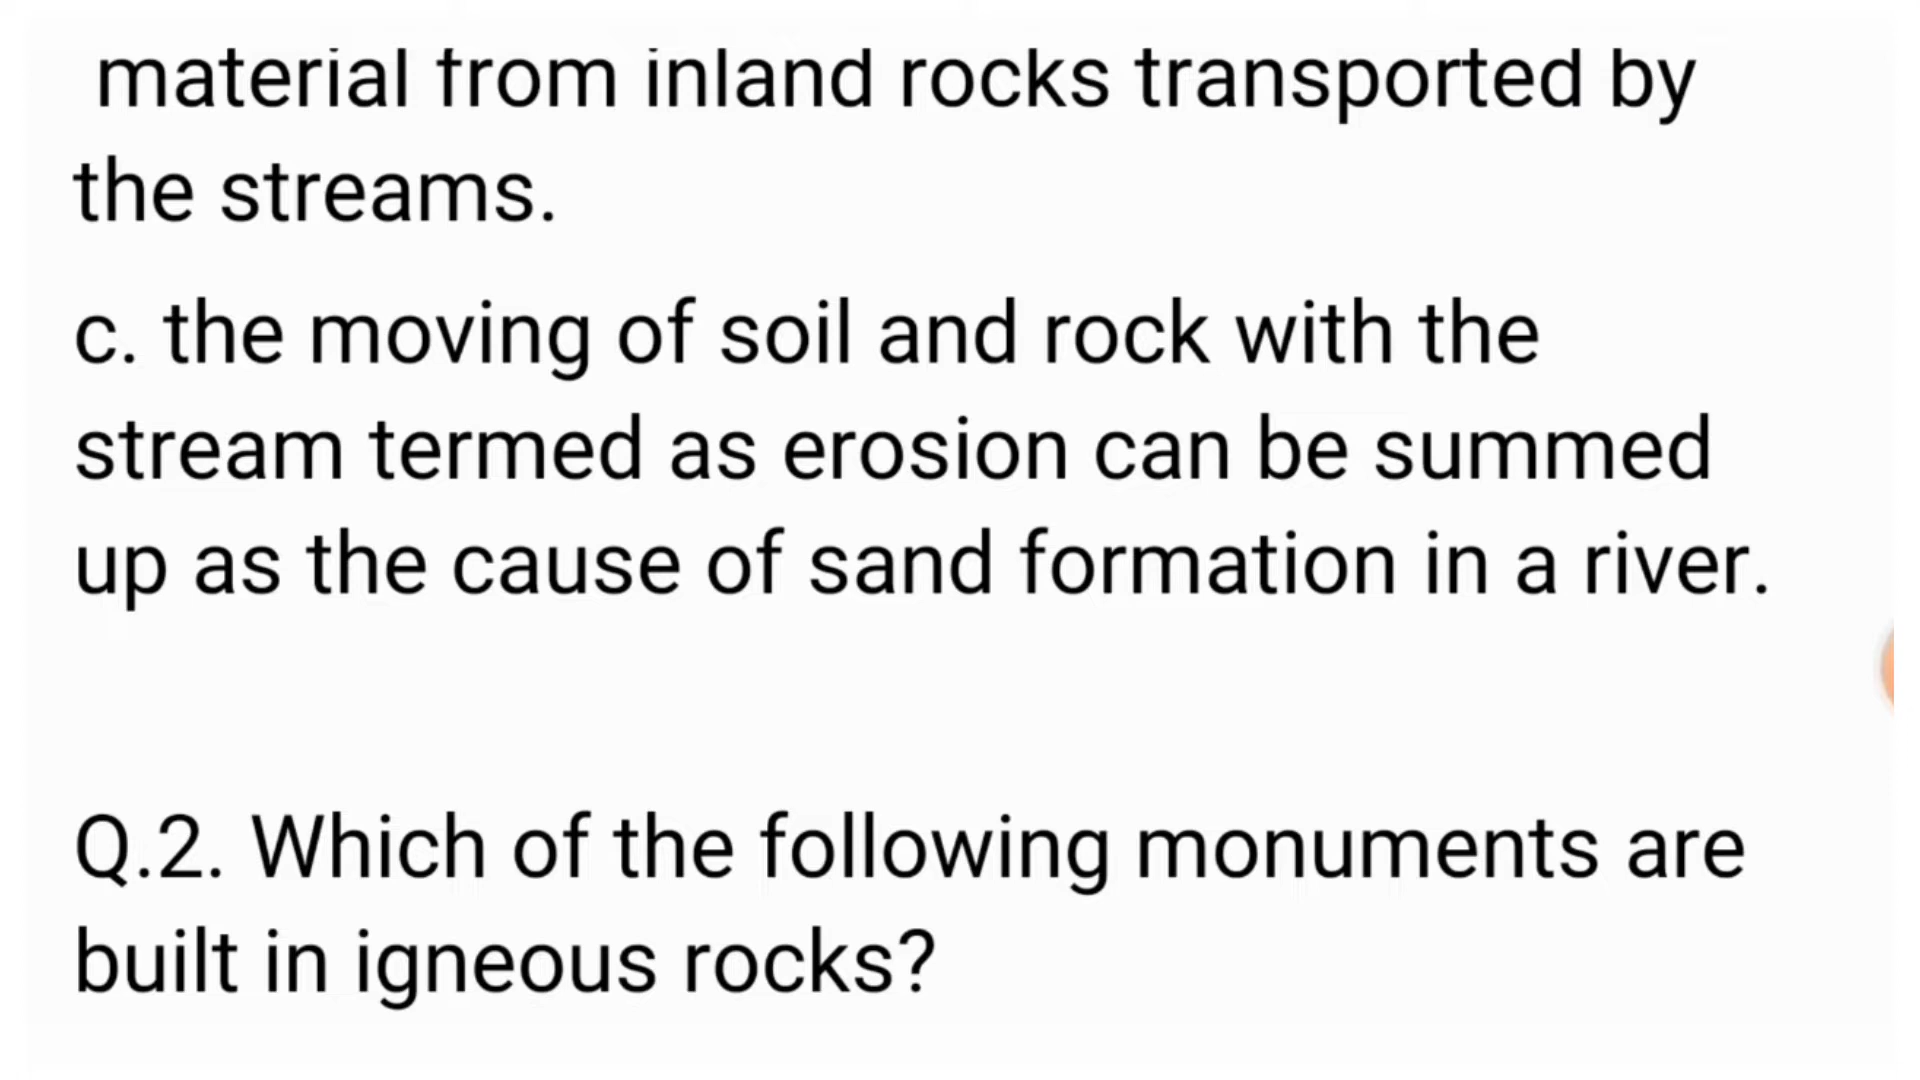 material from inland rocks transported by
the streams.
c. the moving of soil and rock with the
stream termed as erosion can be summed
up as the cause of sand formation in a river.
Q.2. Which of the following monuments are
built in igneous rocks?